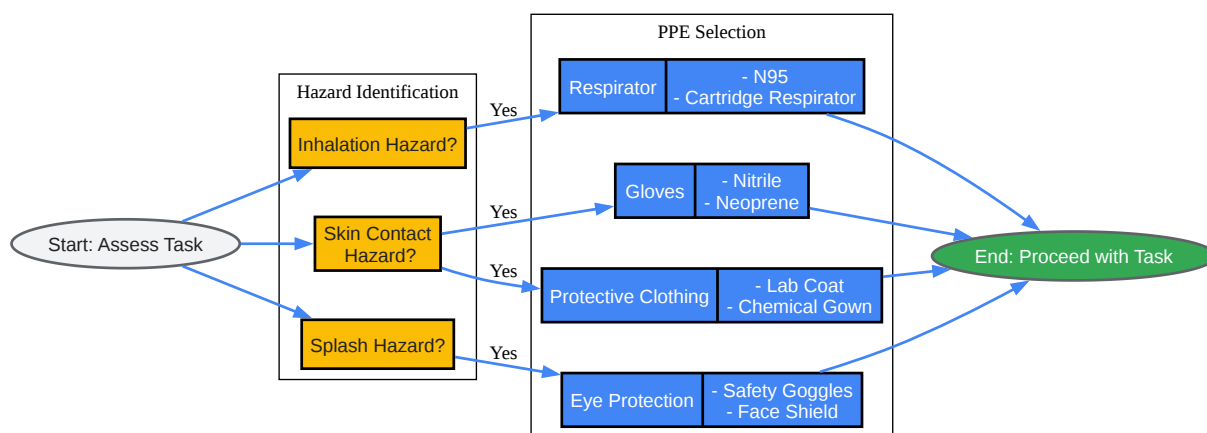 PPE Selection
Hazard Identification
Respirator
- N95
- Cartridge Respirator
Yes
Inhalation Hazard?
Gloves
- Nitrile
- Neoprene
Yes
Start: Assess Task
Skin Contact
Hazard?
End: Proceed with Task
Yes
Protective Clothing
- Lab Coat
- Chemical Gown
Splash Hazard?
Yes
Eye Protection
- Safety Goggles
- Face Shield